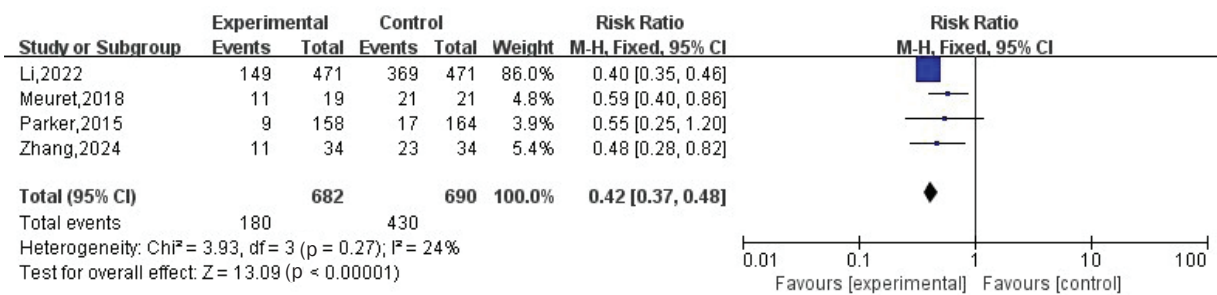 Experimental Control Risk Ratio Risk Ratio
Study or Subgroup Events Total Events Total Weight M-H, Fixed, 95% CI M-H, Fixed, 95% CI
Li,2022 149 471 369 471 86.0% 0.40 [0.35, 0.46]
Meuret,2018 11 19 21 21 4.8% 0.59 [0.40, 0.86]
Parker,2015 9 158 17 164 3.9% 0.55 [0.25, 1.20]
Zhang,2024 11 34 23 34 5.4% 0.48 [0.28, 0.82]
Total (95% CI) 682 690 100.0% 0.42 [0.37, 0.48]
Total events 180 430
Heterogeneity: Chi² = 3.93, df = 3 (p = 0.27); I² = 24%
Test for overall effect: Z = 13.09 (p < 0.00001)
0.01 0.1 1 10 100
Favours [experimental] Favours [control]